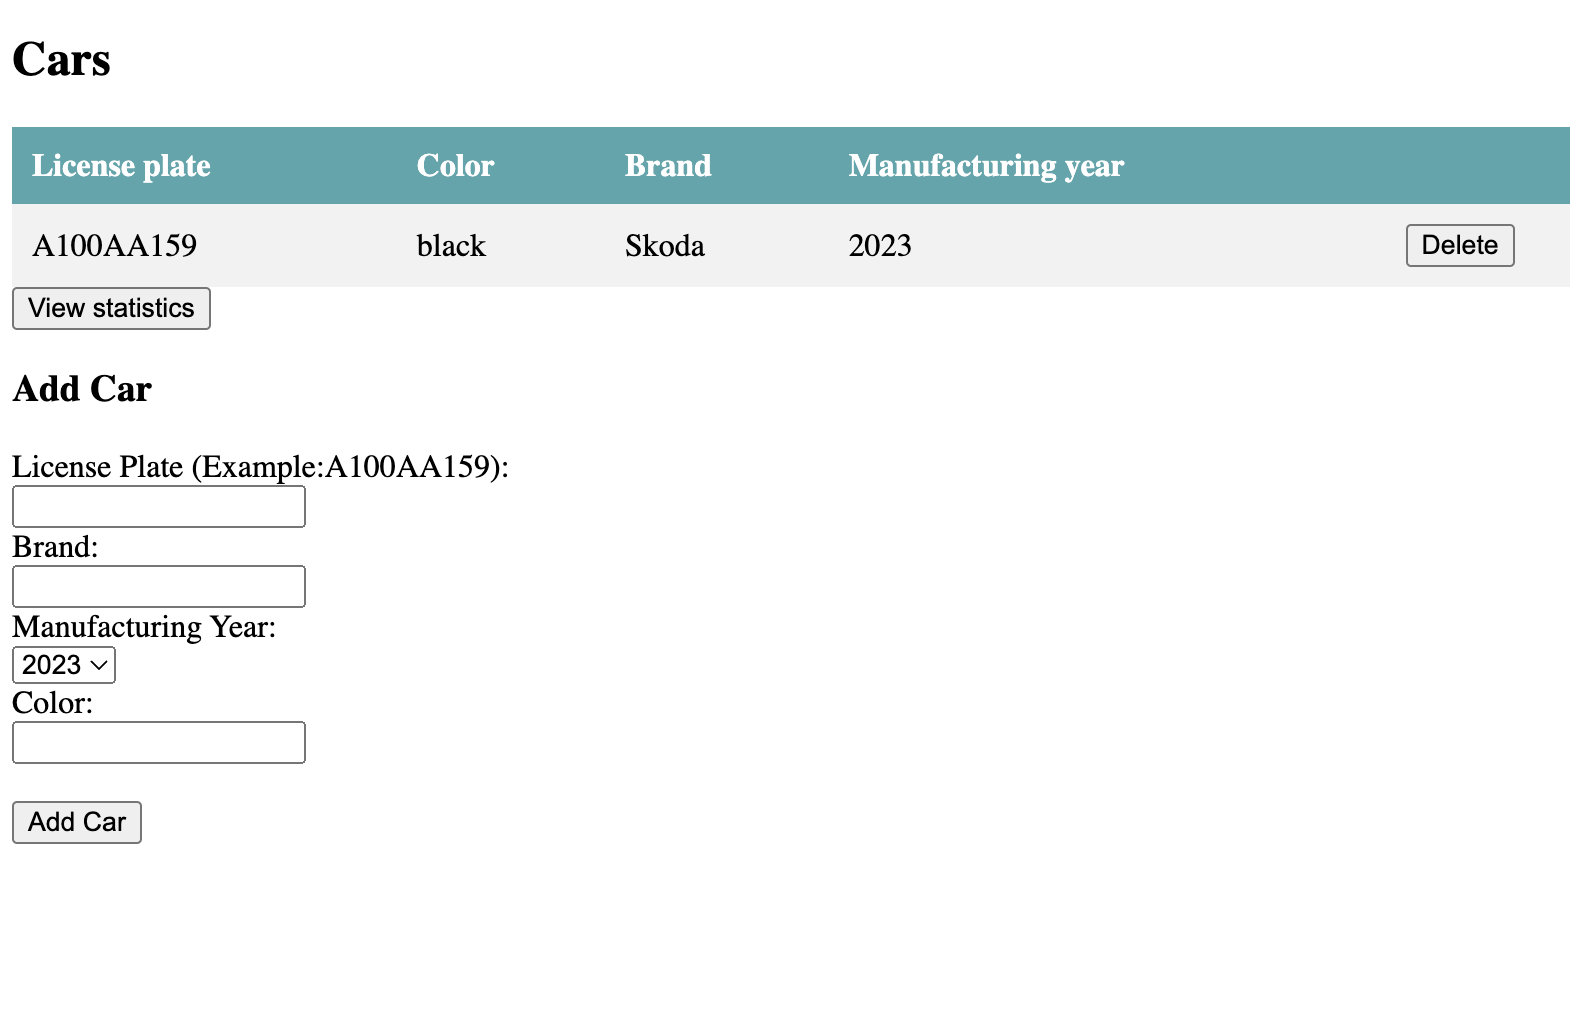 Cars
License plate Color Brand Manufacturing year
A100AA159 black Skoda 2023 Delete
View statistics
Add Car
License Plate (Example:A100AA159):
Brand:
Manufacturing Year:
2023
Color:
Add Car